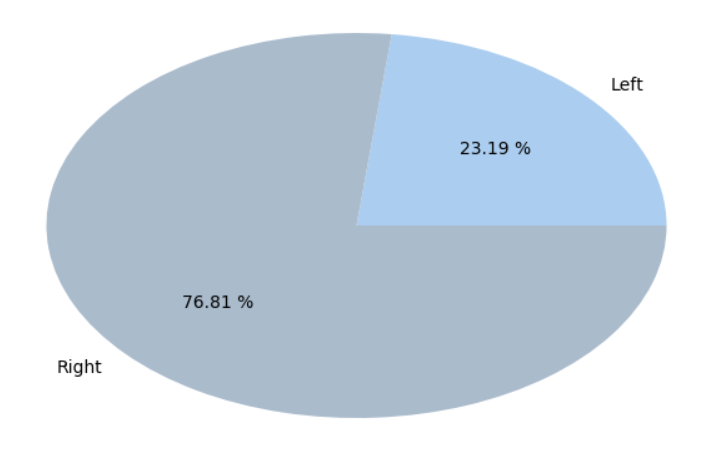 Left
23.19 %
76.81 %
Right